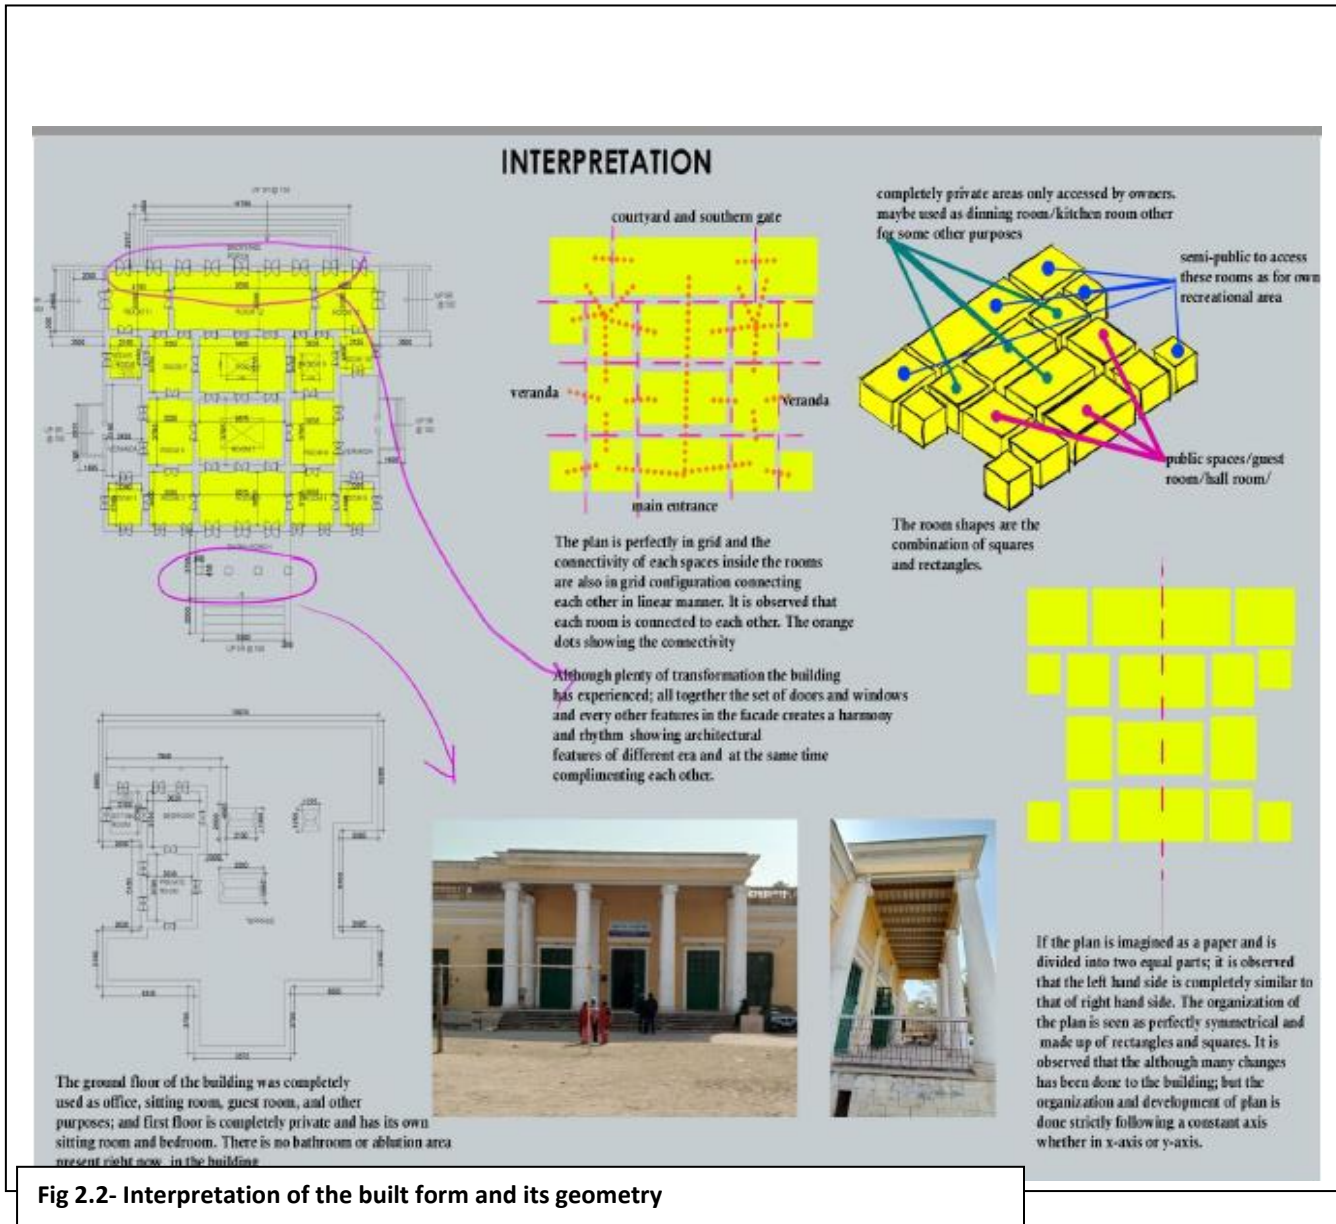 INTERPRETATION
courtyard and southern gate
veranda
veranda
main entrance
The plan is perfectly in grid and the
connectivity of each spaces inside the rooms
are also in grid configuration connecting
each other in linear manner. It is observed that
each room is connected to each other. The orange
dots showing the connectivity
Although plenty of transformation the building
has experienced; all together the set of doors and windows
and every other features in the facade creates a harmony
and rhythm showing architectural
features of different era and at the same time
complimenting each other.
completely private areas only accessed by owners.
maybe used as dinning room/kitchen room other
for some other purposes
semi-public to access
these rooms as for own
recreational area
public spaces/guest
room/hall room/
The room shapes are the
combination of squares
and rectangles.
If the plan is imagined as a paper and is
divided into two equal parts; it is observed
that the left hand side is completely similar to
that of right hand side. The organization of
the plan is seen as perfectly symmetrical and
made up of rectangles and squares. It is
observed that the although many changes
has been done to the building; but the
organization and development of plan is
done strictly following a constant axis
whether in x-axis or y-axis.
The ground floor of the building was completely
used as office, sitting room, guest room, and other
purposes; and first floor is completely private and has its own
sitting room and bedroom. There is no bathroom or ablution area
present right now in the building
Fig 2.2- Interpretation of the built form and its geometry